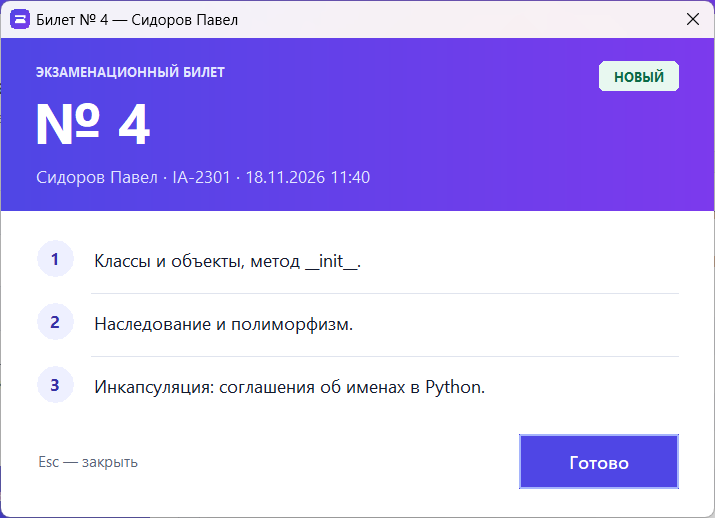 Билет № 4 — Сидоров Павел
ЭКЗАМЕНАЦИОННЫЙ БИЛЕТ
НОВЫЙ
№ 4
Сидоров Павел · IA-2301 · 18.11.2026 11:40
1 Классы и объекты, метод __init__.
2 Наследование и полиморфизм.
3 Инкапсуляция: соглашения об именах в Python.
Esc — закрыть
Готово